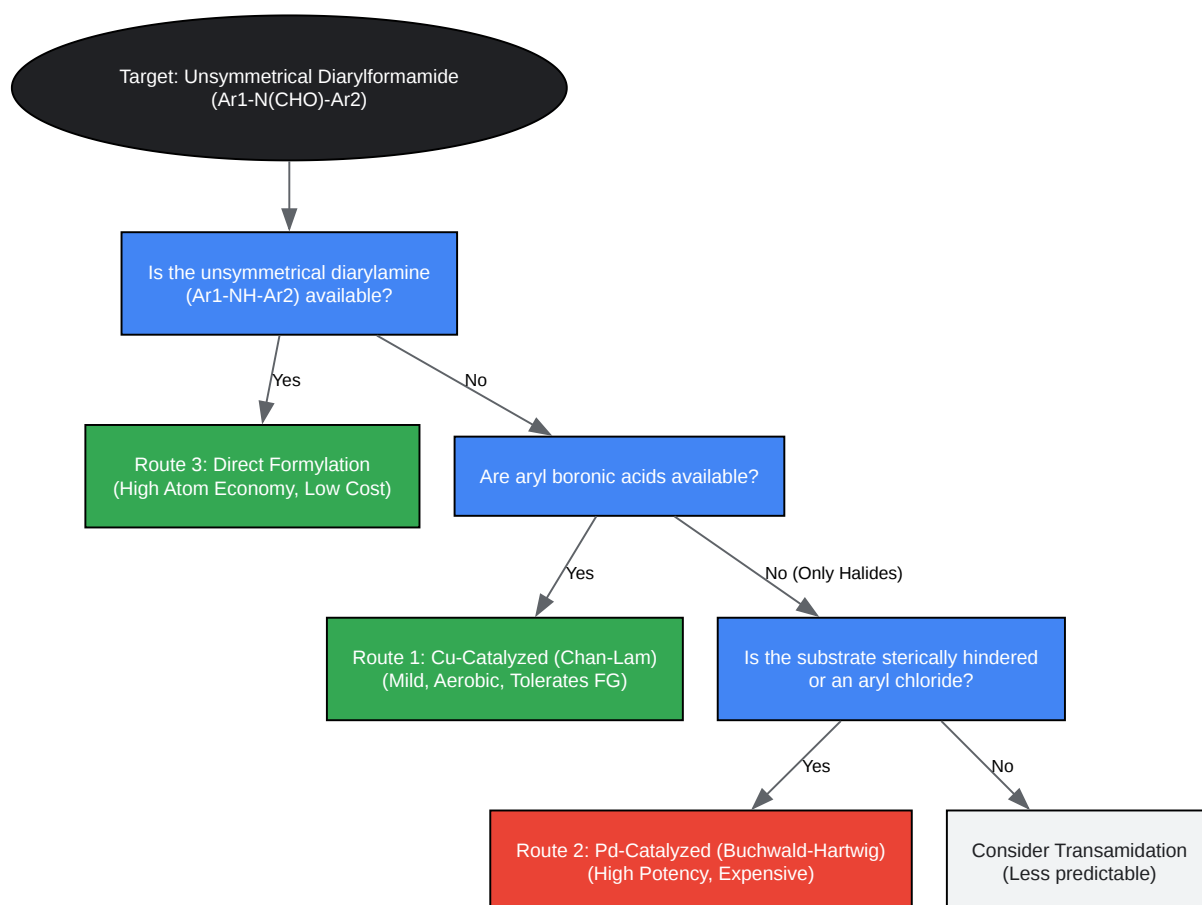 Target: Unsymmetrical Diarylformamide
(Ar1-N(CHO)-Ar2)
Is the unsymmetrical diarylamine
(Ar1-NH-Ar2) available?
Yes
No
Route 3: Direct Formylation
(High Atom Economy, Low Cost)
Are aryl boronic acids available?
Yes
No (Only Halides)
Route 1: Cu-Catalyzed (Chan-Lam)
(Mild, Aerobic, Tolerates FG)
Is the substrate sterically hindered
or an aryl chloride?
Yes
No
Route 2: Pd-Catalyzed (Buchwald-Hartwig)
(High Potency, Expensive)
Consider Transamidation
(Less predictable)